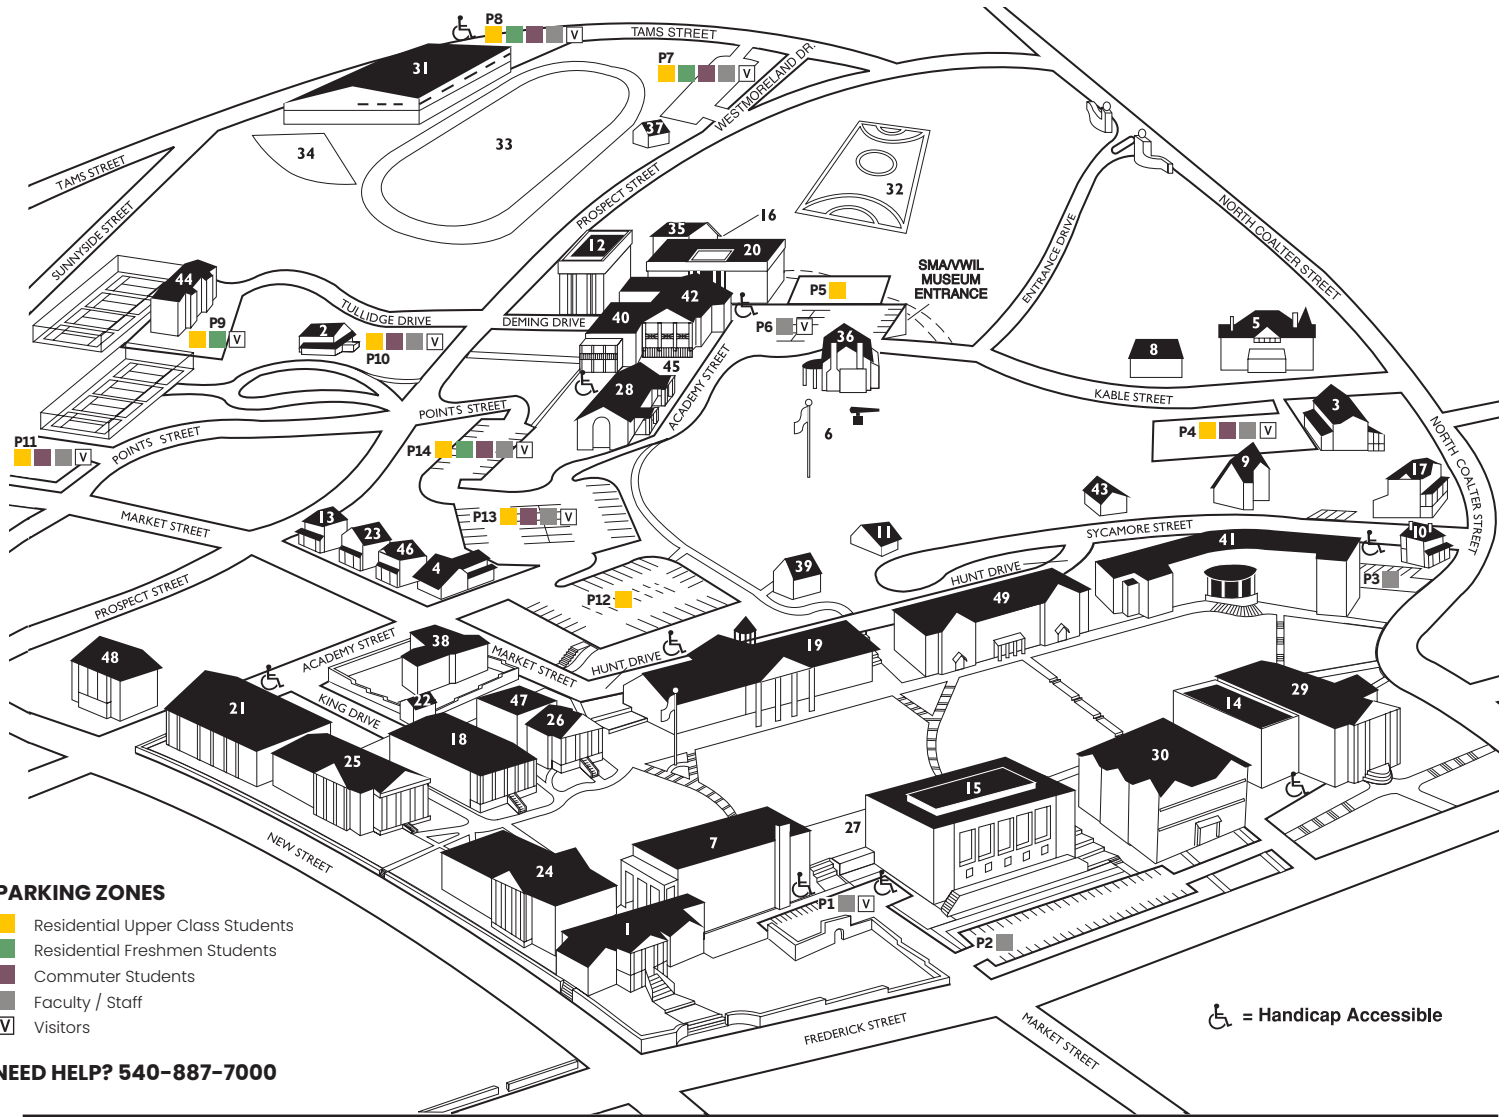 P8
V
TAMS STREET
31
P7
V
WESTMORELAND DR.
37
33
34
TAMS STREET
SUNNYSIDE STREET
PROSPECT STREET
32
NORTH COALTER STREET
ENTRANCE DRIVE
16
35
12
20
SMA/VWIL
MUSEUM
ENTRANCE
44
P5
42
TULLIDGE DRIVE
DEMING DRIVE
40
P6
V
36
2
P9
V
P10
V
5
8
45
28
ACADEMY STREET
KABLE STREET
3
POINTS STREET
6
P4
V
NORTH COALTER STREET
P11
V
POINTS STREET
P14
V
9
17
43
MARKET STREET
13
P13
V
23
46
4
11
SYCAMORE STREET
41
10
39
HUNT DRIVE
P3
PROSPECT STREET
P12
49
ACADEMY STREET
38
MARKET STREET
HUNT DRIVE
19
48
21
KING DRIVE
22
47
26
29
14
18
25
30
15
NEW STREET
7
27
24
PARKING ZONES
Residential Upper Class Students
Residential Freshmen Students
Commuter Students
Faculty / Staff
V Visitors
P1
V
1
P2
= Handicap Accessible
FREDERICK STREET
MARKET STREET
NEED HELP? 540-887-7000